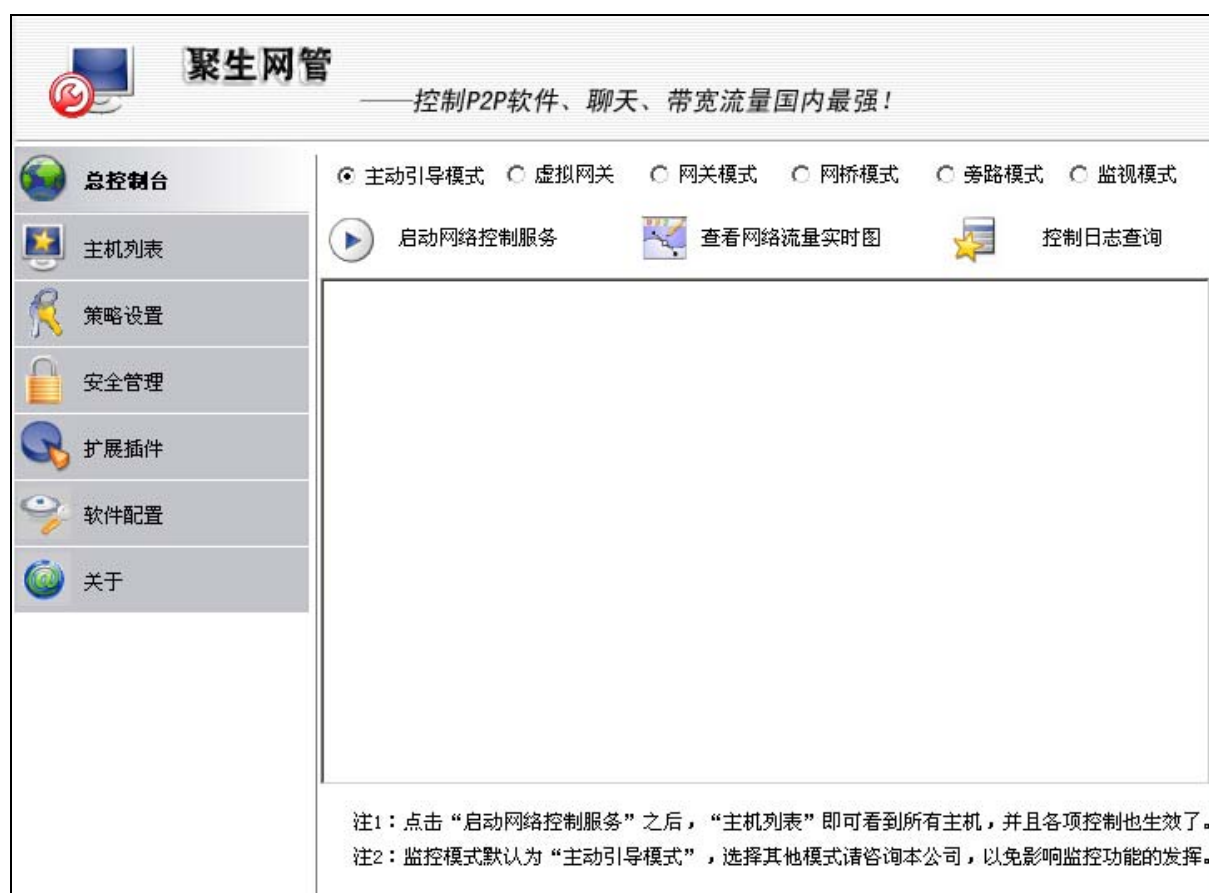 聚生网管
——控制P2P软件、聊天、带宽流量国内最强!
总控制台
主机列表
策略设置
安全管理
扩展插件
软件配置
关于
主动引导模式 虚拟网关 网关模式 网桥模式 旁路模式 监视模式
启动网络控制服务 查看网络流量实时图 控制日志查询
注1:点击“启动网络控制服务”之后,“主机列表”即可看到所有主机,并且各项控制也生效了。
注2:监控模式默认为“主动引导模式”,选择其他模式请咨询本公司,以免影响监控功能的发挥。